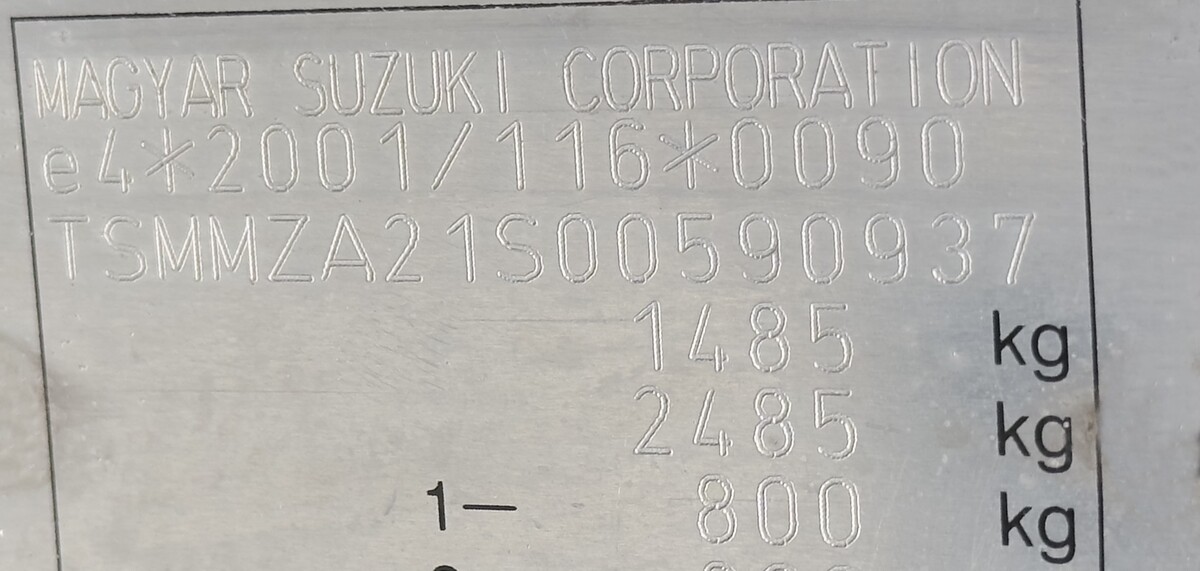 MAGYAR SUZUKI CORPORATION
e4*2001/116*0090
TSMMZA21S00590937
1485 kg
2485 kg
1— 800 kg